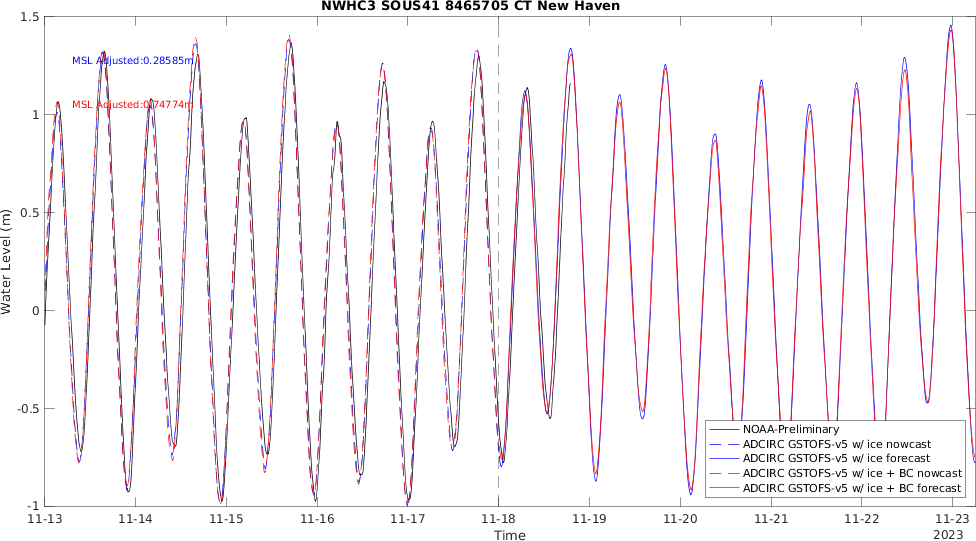 NWHC3 SOUS41 8465705 CT New Haven
1.5
MSL Adjusted:0.28585m
MSL Adjusted:0.74774m
1
0.5
Water Level (m)
0
-0.5
NOAA-Preliminary
ADCIRC GSTOFS-v5 w/ ice nowcast
ADCIRC GSTOFS-v5 w/ ice forecast
ADCIRC GSTOFS-v5 w/ ice + BC nowcast
ADCIRC GSTOFS-v5 w/ ice + BC forecast
-1
11-13 11-14 11-15 11-16 11-17 11-18 11-19 11-20 11-21 11-22 11-23
Time 2023